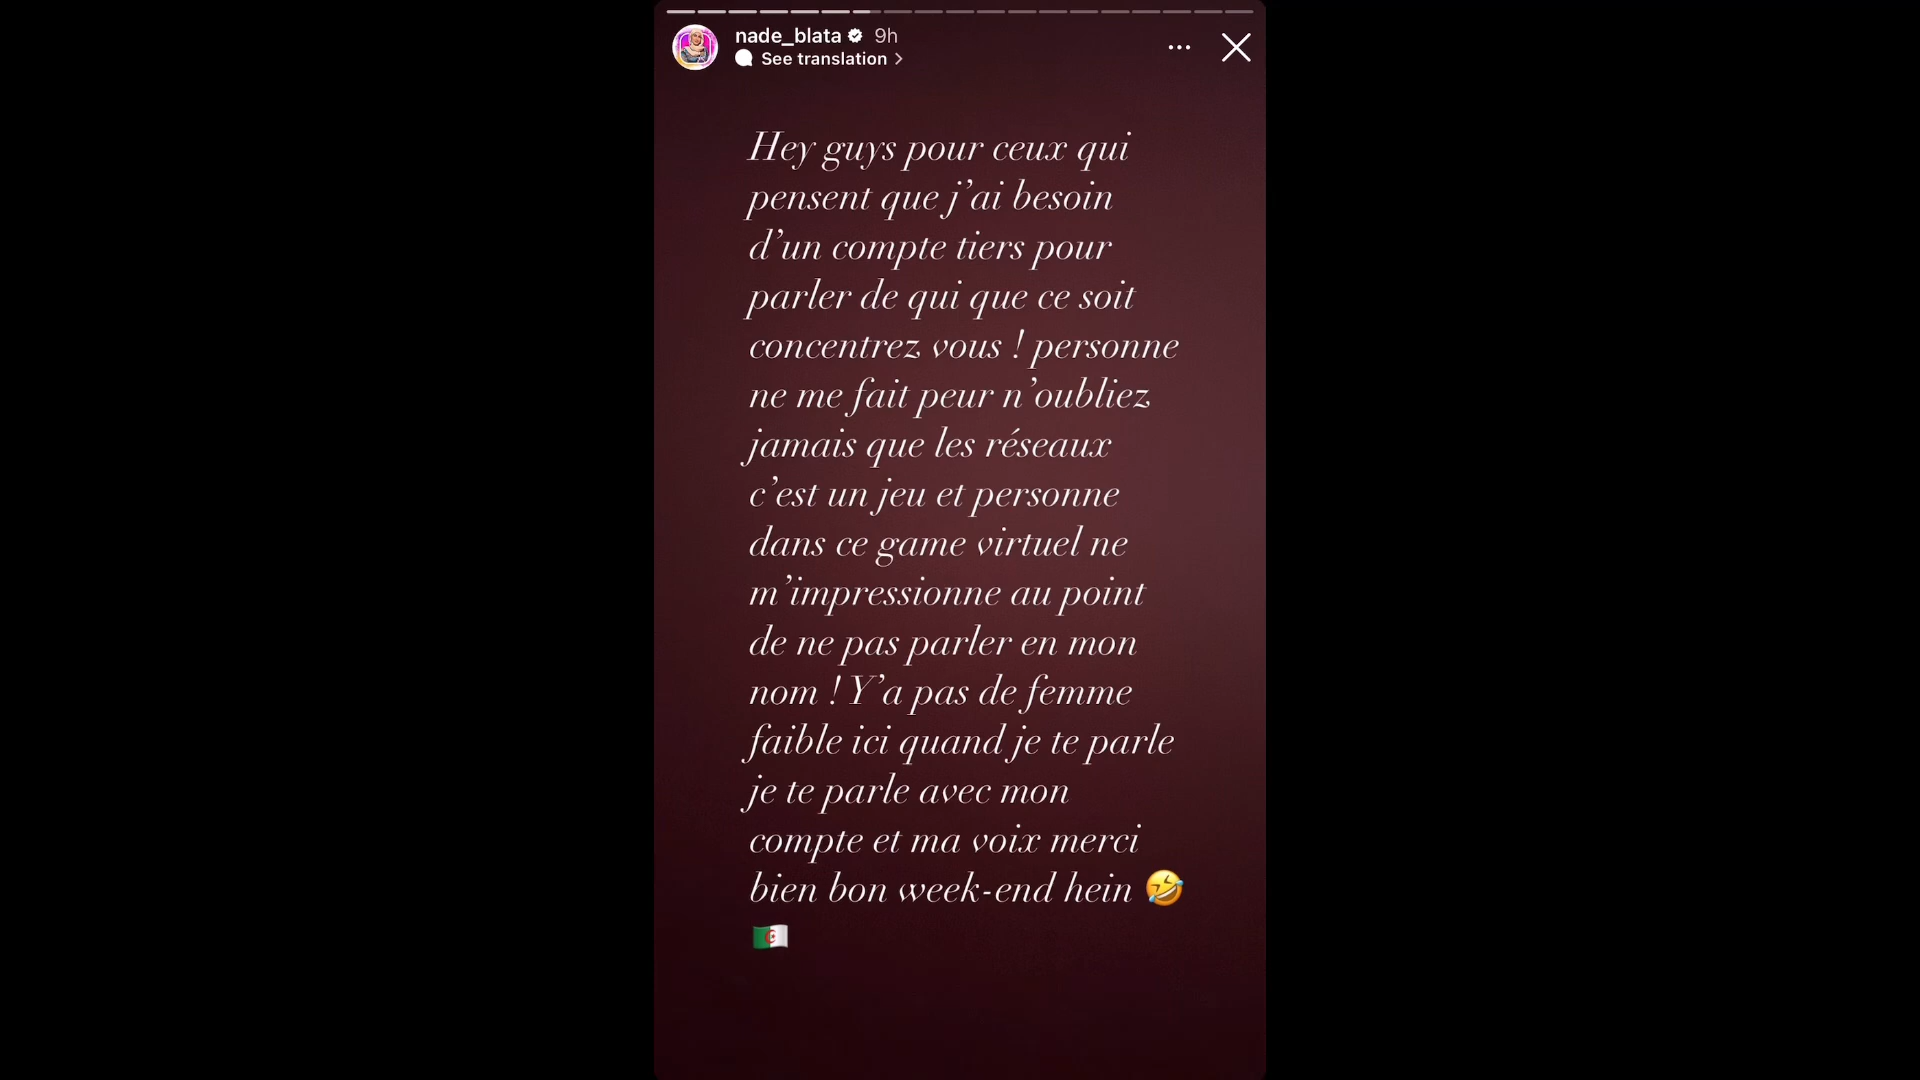 nade_blata 9h
See translation
Hey guys pour ceux qui
pensent que j’ai besoin
d’un compte tiers pour
parler de qui que ce soit
concentrez vous ! personne
ne me fait peur n’oubliez
jamais que les réseaux
c’est un jeu et personne
dans ce game virtuel ne
m’impressionne au point
de ne pas parler en mon
nom ! Y’a pas de femme
faible ici quand je te parle
je te parle avec mon
compte et ma voix merci
bien bon week-end hein 🤣
🇩🇿